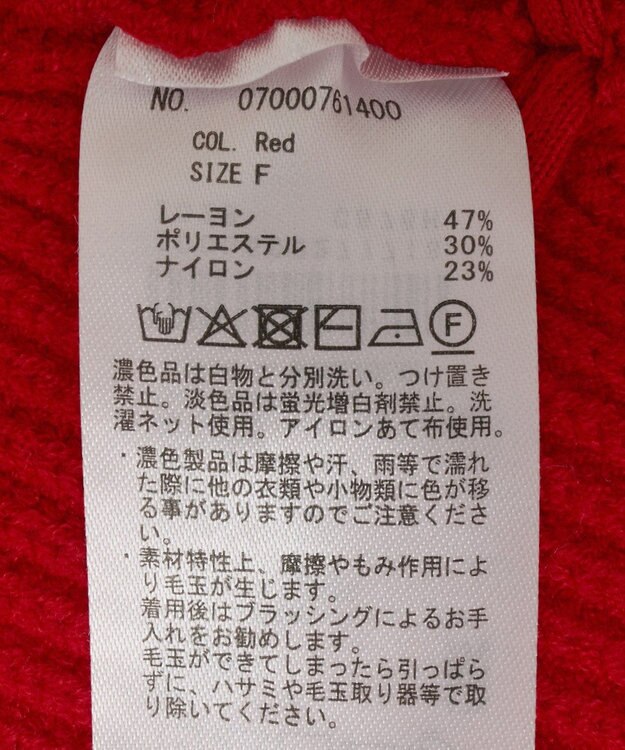 NO. 07000761400
COL. Red
SIZE F
レーヨン 47%
ポリエステル 30%
ナイロン 23%
F
濃色品は白物と分別洗い。つけ置き
禁止。淡色品は蛍光増白剤禁止。洗
濯ネット使用。アイロンあて布使用。
・濃色製品は摩擦や汗、雨等で濡れ
た際に他の衣類や小物類に色が移
る事がありますのでご注意くださ
い。
・素材特性上、摩擦やもみ作用によ
り毛玉が生じます。
着用後はブラッシングによるお手
入れをお勧めします。
毛玉ができてしまったら引っぱら
ずに、ハサミや毛玉取り器等で取
り除いてください。